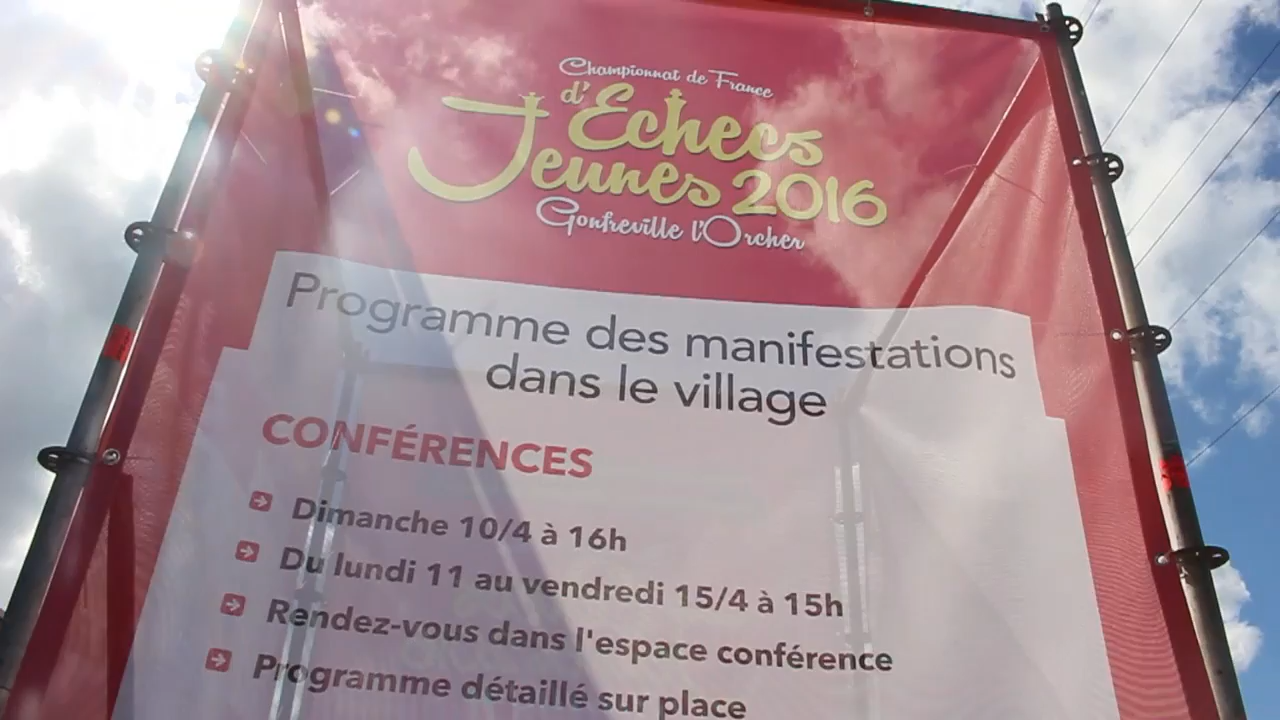 Championnat de France
d'Echecs
Jeunes 2016
Gonfreville l'Orcher
Programme des manifestations
dans le village
CONFÉRENCES
Dimanche 10/4 à 16h
Du lundi 11 au vendredi 15/4 à 15h
Rendez-vous dans l'espace conférence
Programme détaillé sur place